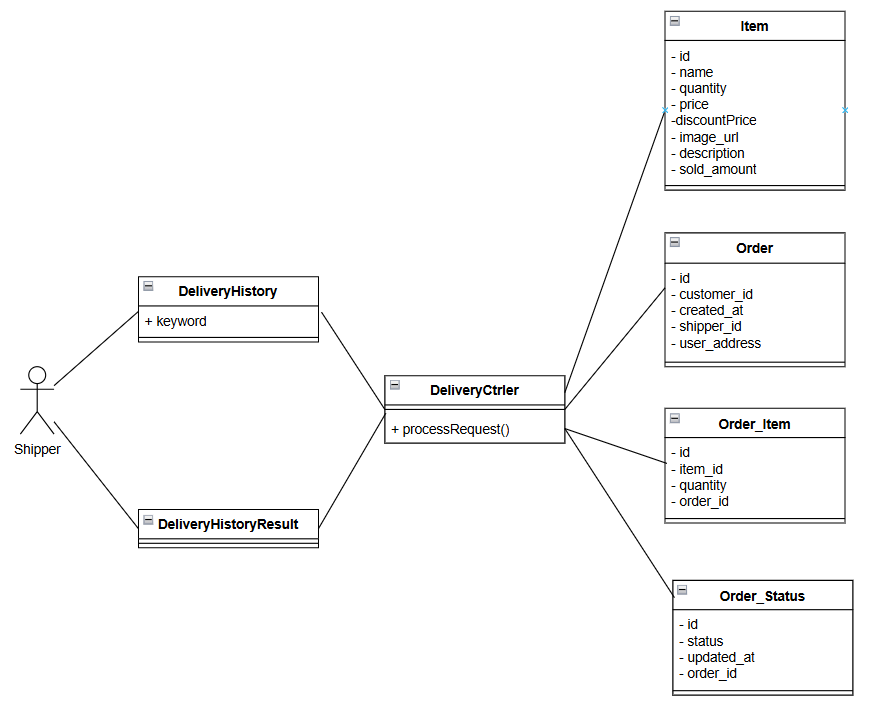 Item
- id
- name
- quantity
- price
-discountPrice
- image_url
- description
- sold_amount
Order
- id
- customer_id
- created_at
- shipper_id
- user_address
DeliveryHistory
+ keyword
Shipper
DeliveryCtrler
+ processRequest()
DeliveryHistoryResult
Order_Item
- id
- item_id
- quantity
- order_id
Order_Status
- id
- status
- updated_at
- order_id